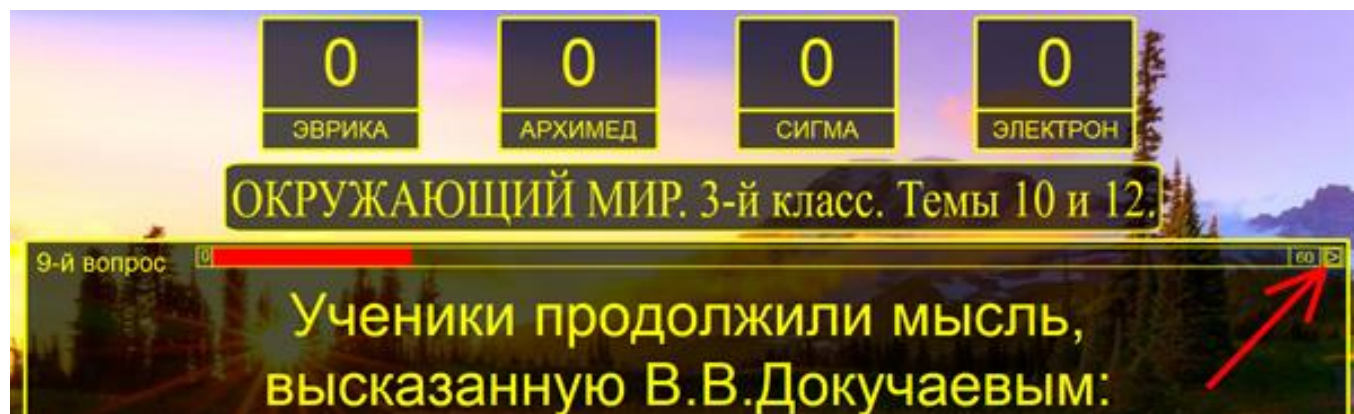 0 0 0 0
ЭВРИКА АРХИМЕД СИГМА ЭЛЕКТРОН
ОКРУЖАЮЩИЙ МИР. 3-й класс. Темы 10 и 12.
9-й вопрос 0 60 >
Ученики продолжили мысль,
высказанную В.В.Докучаевым: